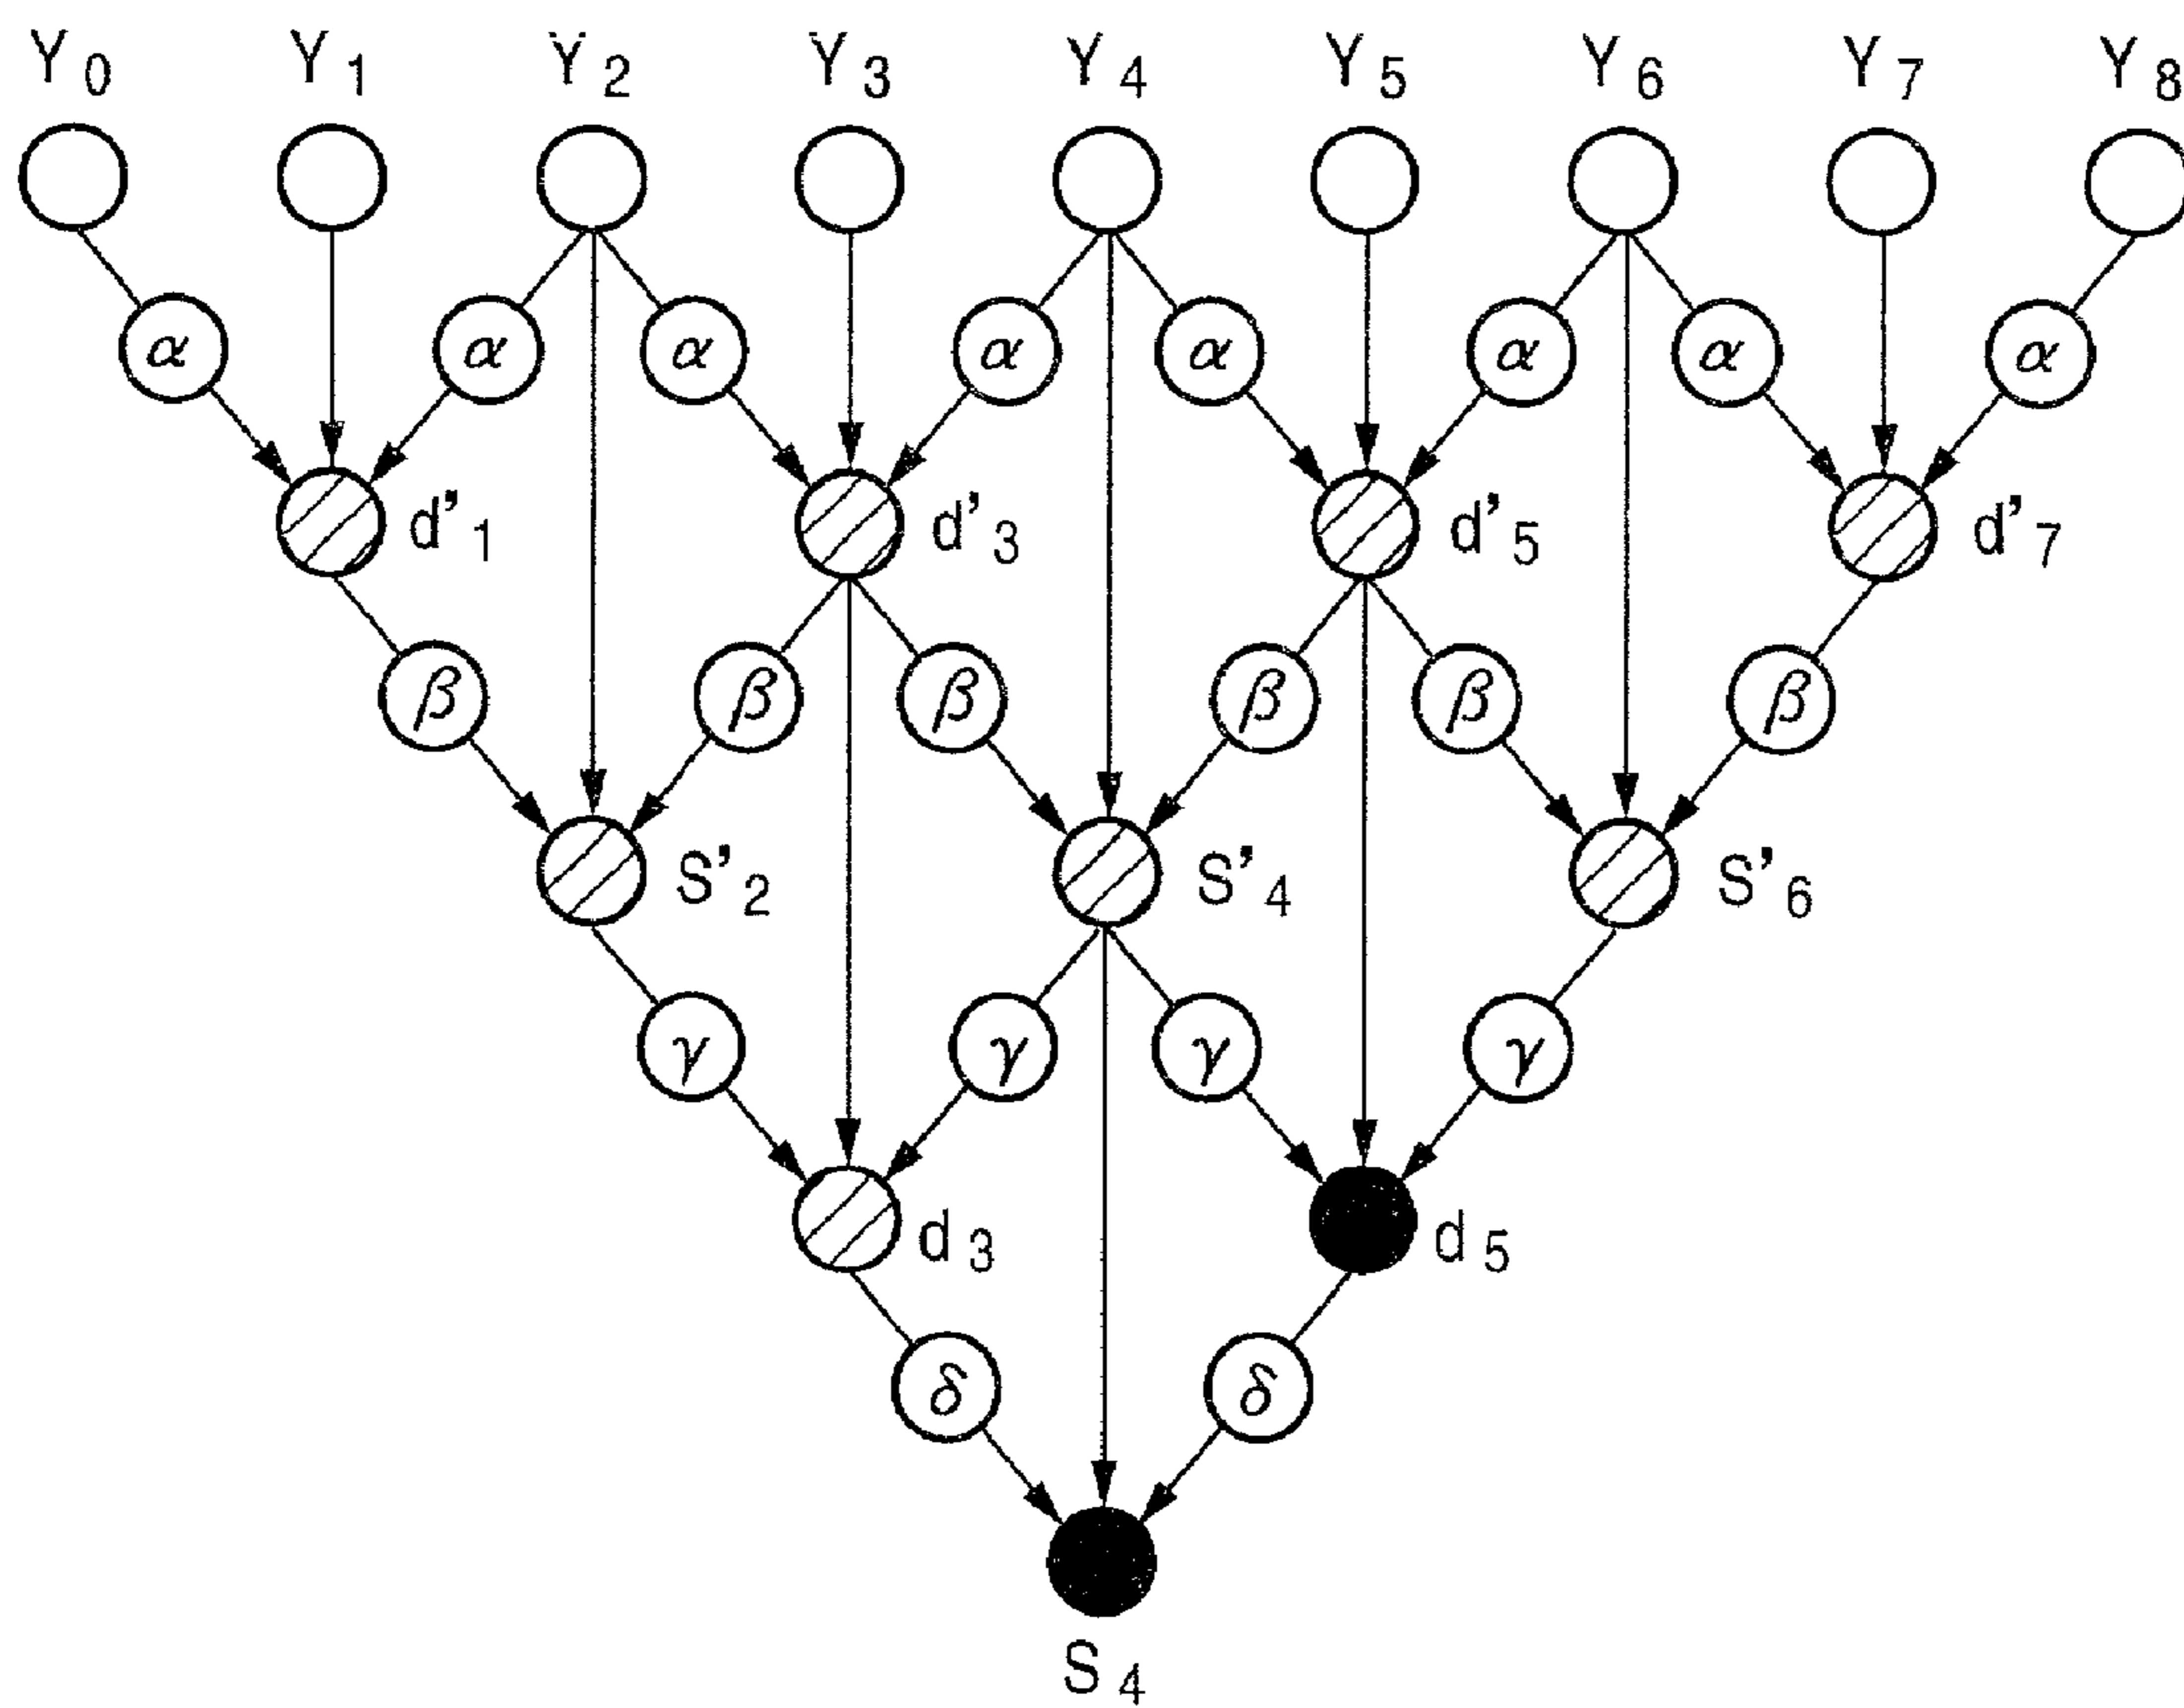 Y0 Y1 Y2 Y3 Y4 Y5 Y6 Y7 Y8
α α α α α α α α
d'1 d'3 d'5 d'7
β β β β β β
S'2 S'4 S'6
γ γ γ γ
d3 d5
δ δ
S4